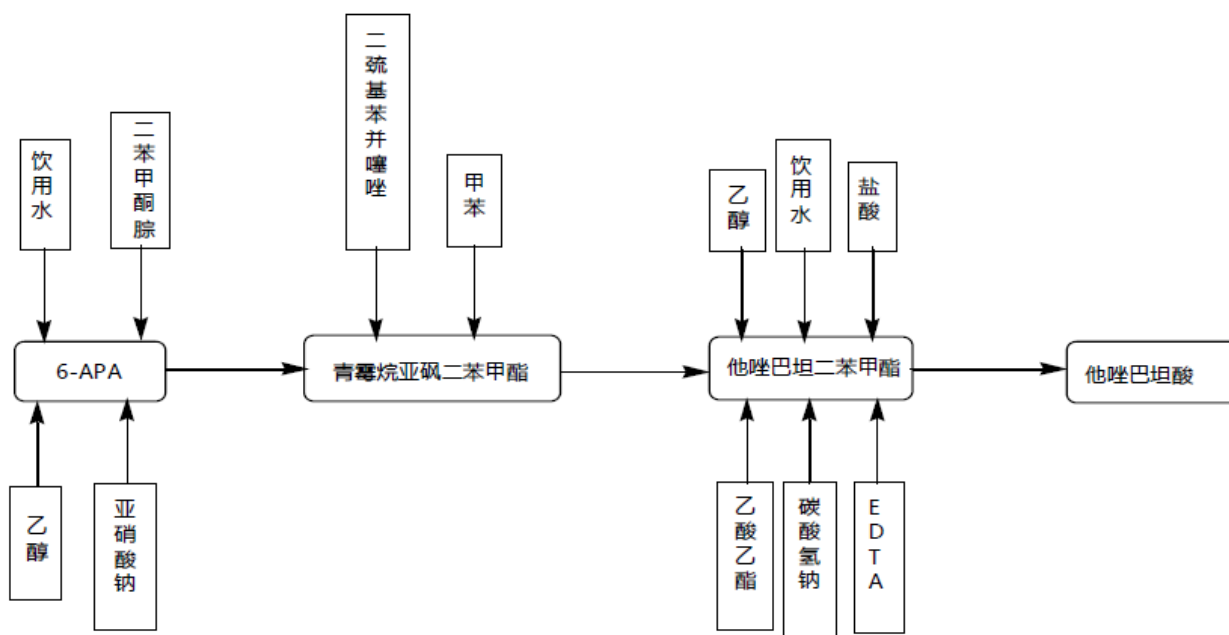 二巯基苯并噻唑
二苯甲酮腙
饮用水
甲苯
乙醇
饮用水
盐酸
6-APA
青霉烷亚砜二苯甲酯
他唑巴坦二苯甲酯
他唑巴坦酸
乙醇
亚硝酸钠
乙酸乙酯
碳酸氢钠
EDTA